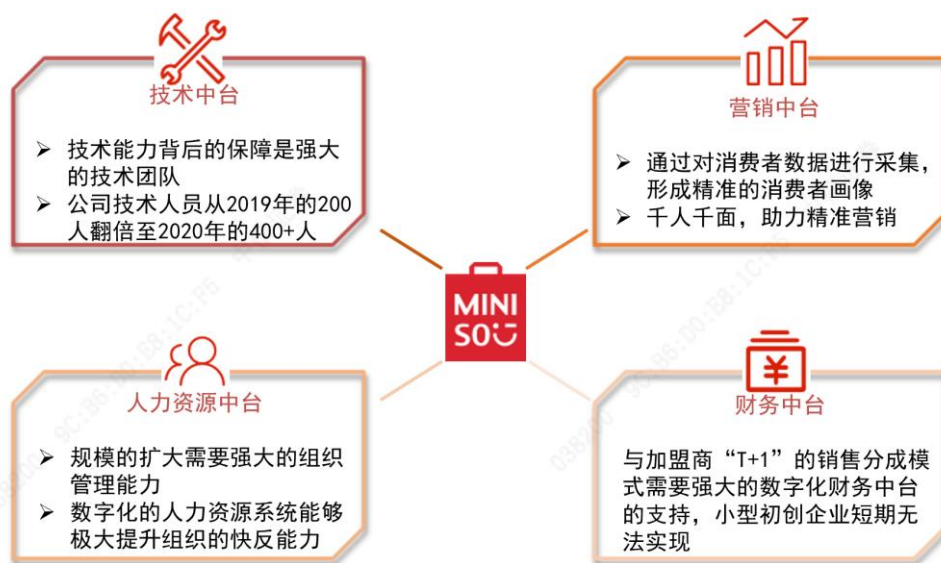 技术中台
➢ 技术能力背后的保障是强大
的技术团队
➢ 公司技术人员从2019年的200
人翻倍至2020年的400+人
营销中台
➢ 通过对消费者数据进行采集，
形成精准的消费者画像
➢ 千人千面，助力精准营销
MINI
SO
人力资源中台
➢ 规模的扩大需要强大的组织
管理能力
➢ 数字化的人力资源系统能够
极大提升组织的快反能力
财务中台
与加盟商“T+1”的销售分成模
式需要强大的数字化财务中台
的支持，小型初创企业短期无
法实现